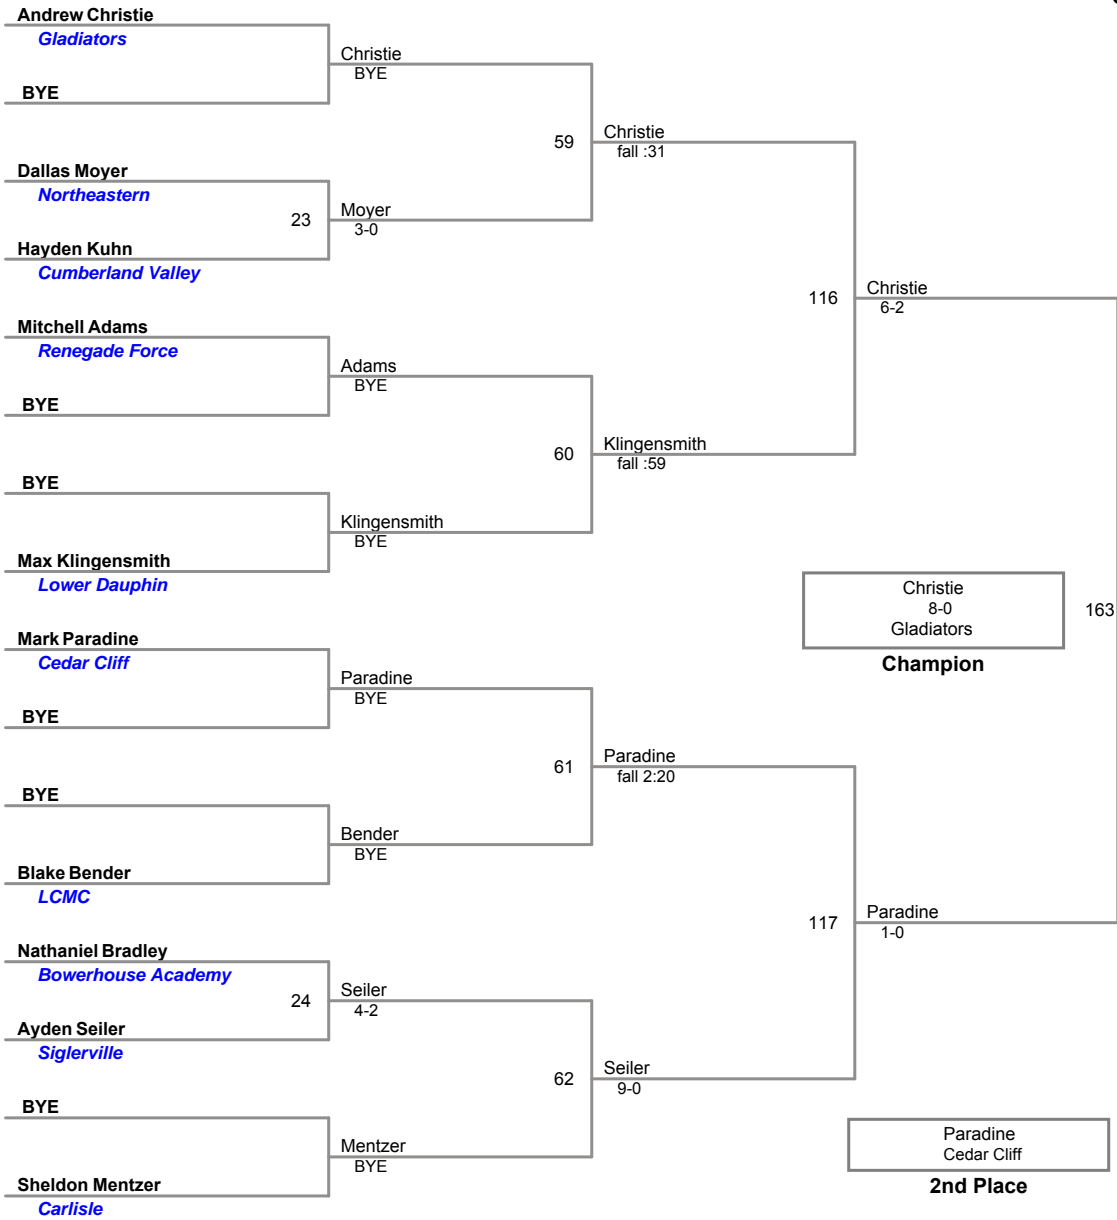 Andrew Christie
Gladiators
BYE
Dallas Moyer
Northeastern
23
Hayden Kuhn
Cumberland Valley
Mitchell Adams
Renegade Force
BYE
BYE
Max Klingensmith
Lower Dauphin
Mark Paradine
Cedar Cliff
BYE
BYE
Blake Bender
LCMC
Nathaniel Bradley
Bowerhouse Academy
24
Ayden Seiler
Siglerville
BYE
Sheldon Mentzer
Carlisle
Christie
BYE
59
Moyer
3-0
Adams
BYE
60
Klingensmith
BYE
Paradine
BYE
61
Bender
BYE
Seiler
4-2
62
Mentzer
BYE
Christie
fall :31
116
Klingensmith
fall :59
Paradine
fall 2:20
117
Seiler
9-0
Christie
6-2
Christie
8-0
Gladiators
163
Champion
Paradine
1-0
Paradine
Cedar Cliff
2nd Place